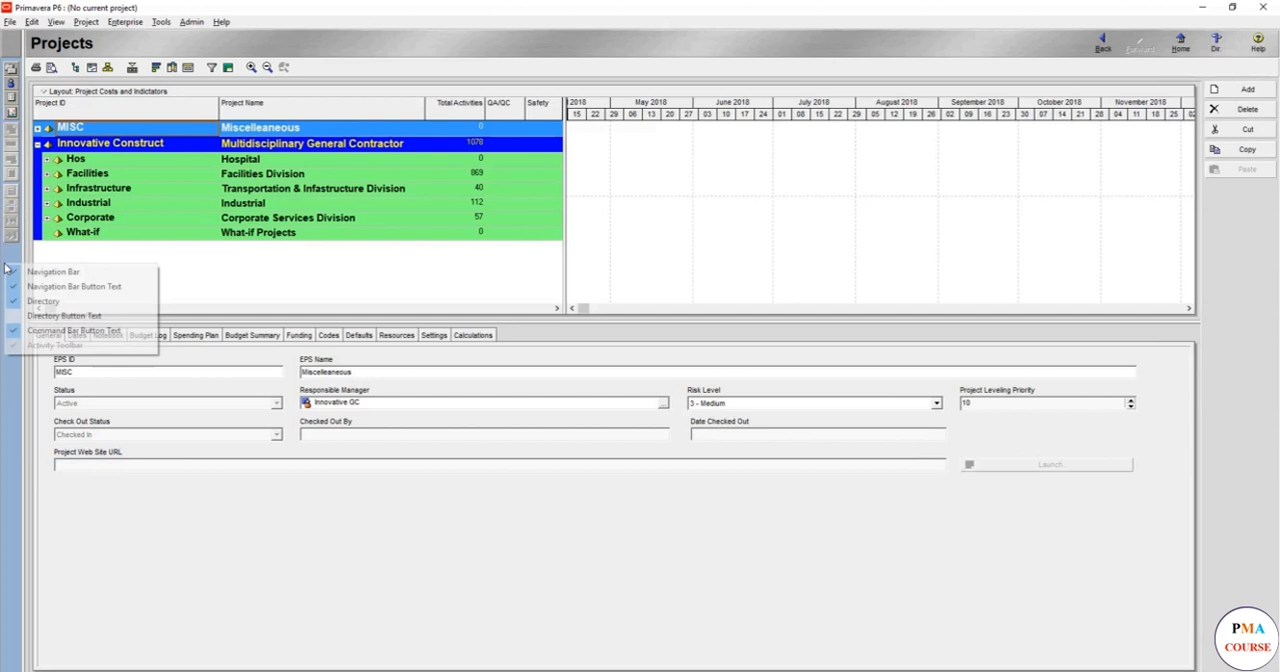 Primavera P6 : (No current project)
File Edit View Project Enterprise Tools Admin Help
Projects
Back Forward Home Dir. Help
Layout: Project Costs and Indictators
Project ID Project Name Total Activities QA/QC Safety
2018 May 2018 June 2018 July 2018 August 2018 September 2018 October 2018 November 2018
15 22 29 06 13 20 27 03 10 17 24 01 08 15 22 29 05 12 19 26 02 09 16 23 30 07 14 21 28 04 11 18 25 02
MISC Miscelleaneous 0
Innovative Construct Multidisciplinary General Contractor 1078
Hos Hospital 0
Facilities Facilities Division 869
Infrastructure Transportation & Infastructure Division 40
Industrial Industrial 112
Corporate Corporate Services Division 57
What-if What-if Projects 0
Add
Delete
Cut
Copy
Paste
Navigation Bar
Navigation Bar Button Text
Directory
Directory Button Text
Command Bar Button Text
Activity Toolbar
General Dates Notebook Budget Log Spending Plan Budget Summary Funding Codes Defaults Resources Settings Calculations
EPS ID EPS Name
MISC Miscelleaneous
Status Responsible Manager Risk Level Project Leveling Priority
Active Innovative GC 3 - Medium 10
Check Out Status Checked Out By Date Checked Out
Checked In
Project Web Site URL
Launch...
PMA
COURSE